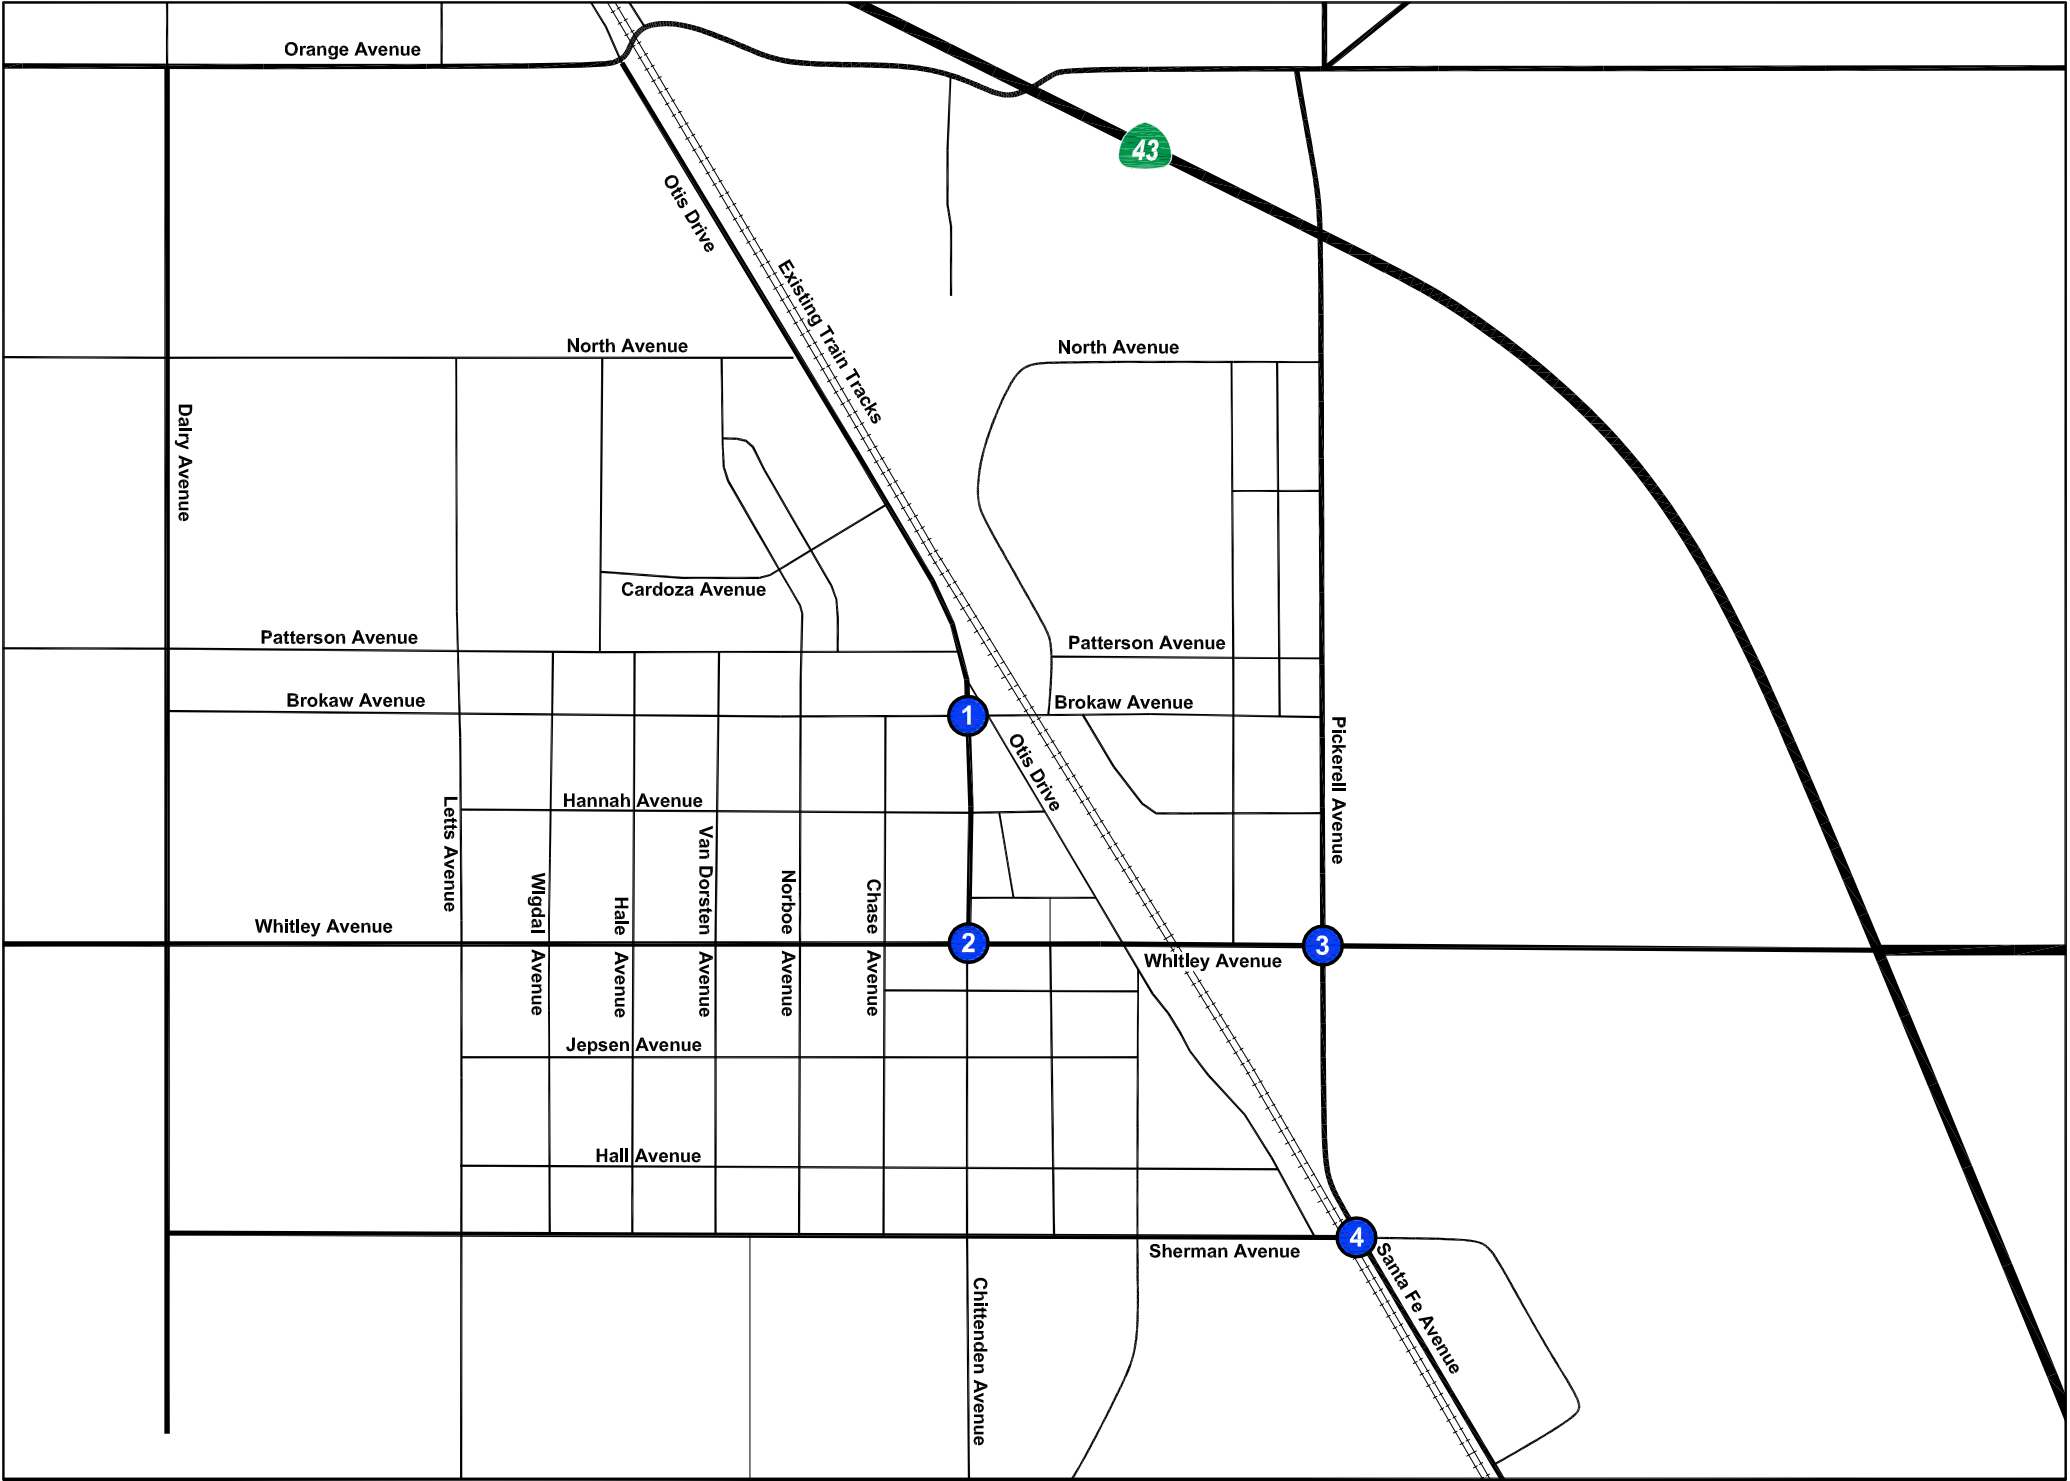 Orange Avenue
43
Otis Drive
Existing Train Tracks
North Avenue
North Avenue
Dairy Avenue
Cardoza Avenue
Patterson Avenue
Patterson Avenue
Brokaw Avenue
1
Brokaw Avenue
Otis Drive
Pickerell Avenue
Hannah Avenue
Letts Avenue
Wigdal Avenue
Hale Avenue
Van Dorsten Avenue
Norboe Avenue
Chase Avenue
Whitley Avenue
2
3
Whitley Avenue
Jepsen Avenue
Hall Avenue
4
Sherman Avenue
Santa Fe Avenue
Chittenden Avenue